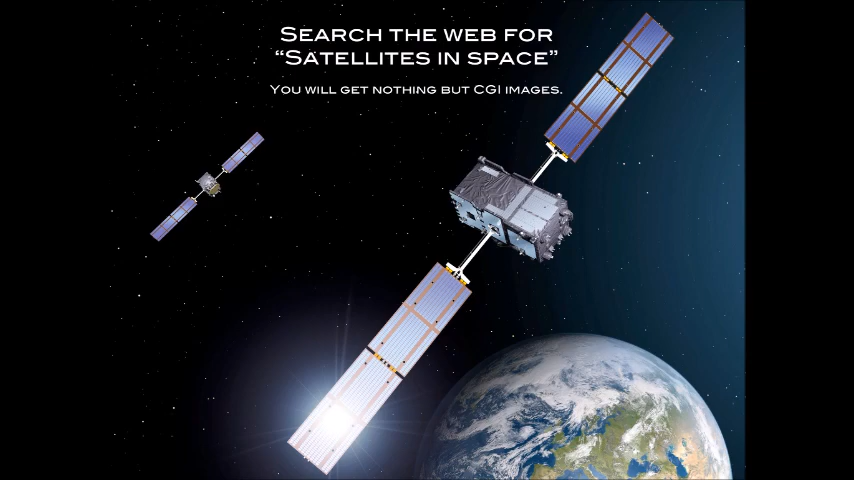 Search the web for
“Satellites in space”
You will get nothing but CGI images.